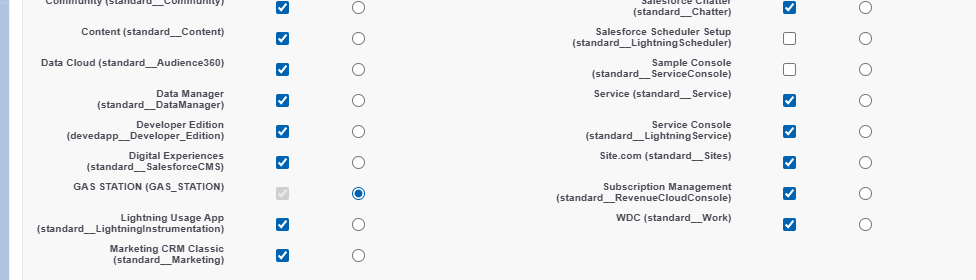 Community (standard__Community)
Content (standard__Content)
Data Cloud (standard__Audience360)
Data Manager
(standard__DataManager)
Developer Edition
(devedapp__Developer_Edition)
Digital Experiences
(standard__SalesforceCMS)
GAS STATION (GAS_STATION)
Lightning Usage App
(standard__LightningInstrumentation)
Marketing CRM Classic
(standard__Marketing)
Salesforce Chatter
(standard__Chatter)
Salesforce Scheduler Setup
(standard__LightningScheduler)
Sample Console
(standard__ServiceConsole)
Service (standard__Service)
Service Console
(standard__LightningService)
Site.com (standard__Sites)
Subscription Management
(standard__RevenueCloudConsole)
WDC (standard__Work)